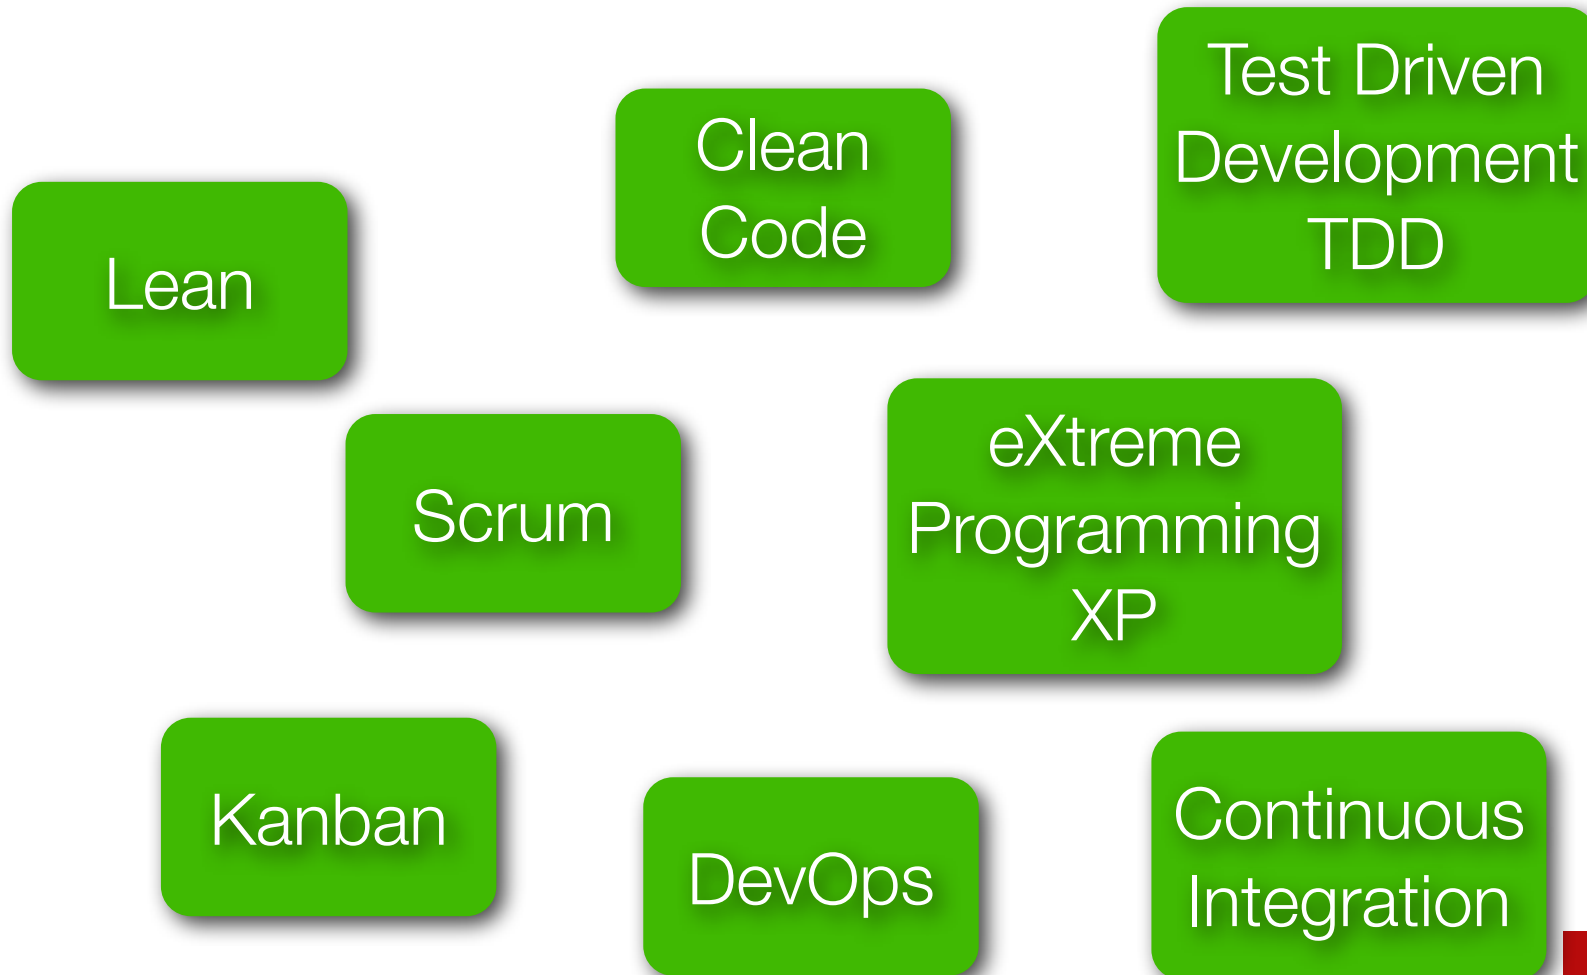 Test Driven
Development
TDD
Clean
Code
Lean
eXtreme
Programming
XP
Scrum
Kanban
DevOps
Continuous
Integration